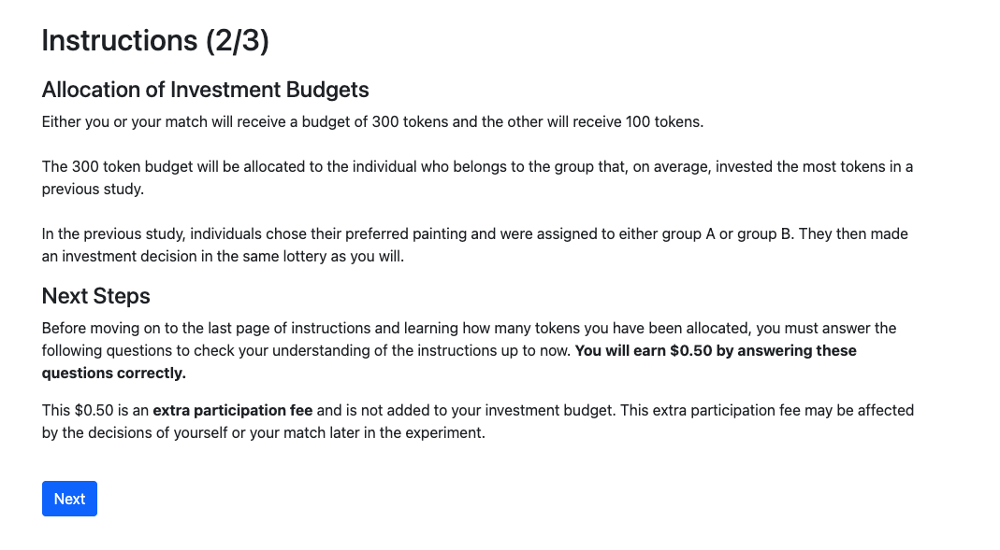 Instructions (2/3)
Allocation of Investment Budgets
Either you or your match will receive a budget of 300 tokens and the other will receive 100 tokens.
The 300 token budget will be allocated to the individual who belongs to the group that, on average, invested the most tokens in a
previous study.
In the previous study, individuals chose their preferred painting and were assigned to either group A or group B. They then made
an investment decision in the same lottery as you will.
Next Steps
Before moving on to the last page of instructions and learning how many tokens you have been allocated, you must answer the
following questions to check your understanding of the instructions up to now. You will earn $0.50 by answering these
questions correctly.
This $0.50 is an extra participation fee and is not added to your investment budget. This extra participation fee may be affected
by the decisions of yourself or your match later in the experiment.
Next